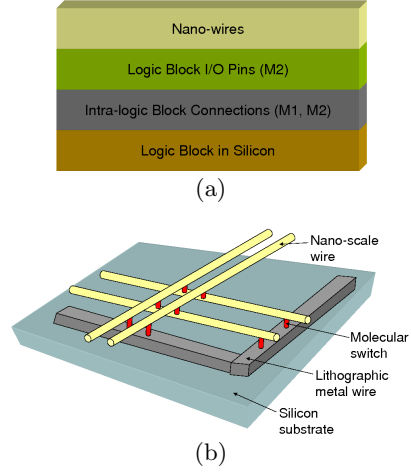 Nano-wires
Logic Block I/O Pins (M2)
Intra-logic Block Connections (M1, M2)
Logic Block in Silicon
(a)
Nano-scale
wire
Molecular
switch
Lithographic
metal wire
Silicon
substrate
(b)